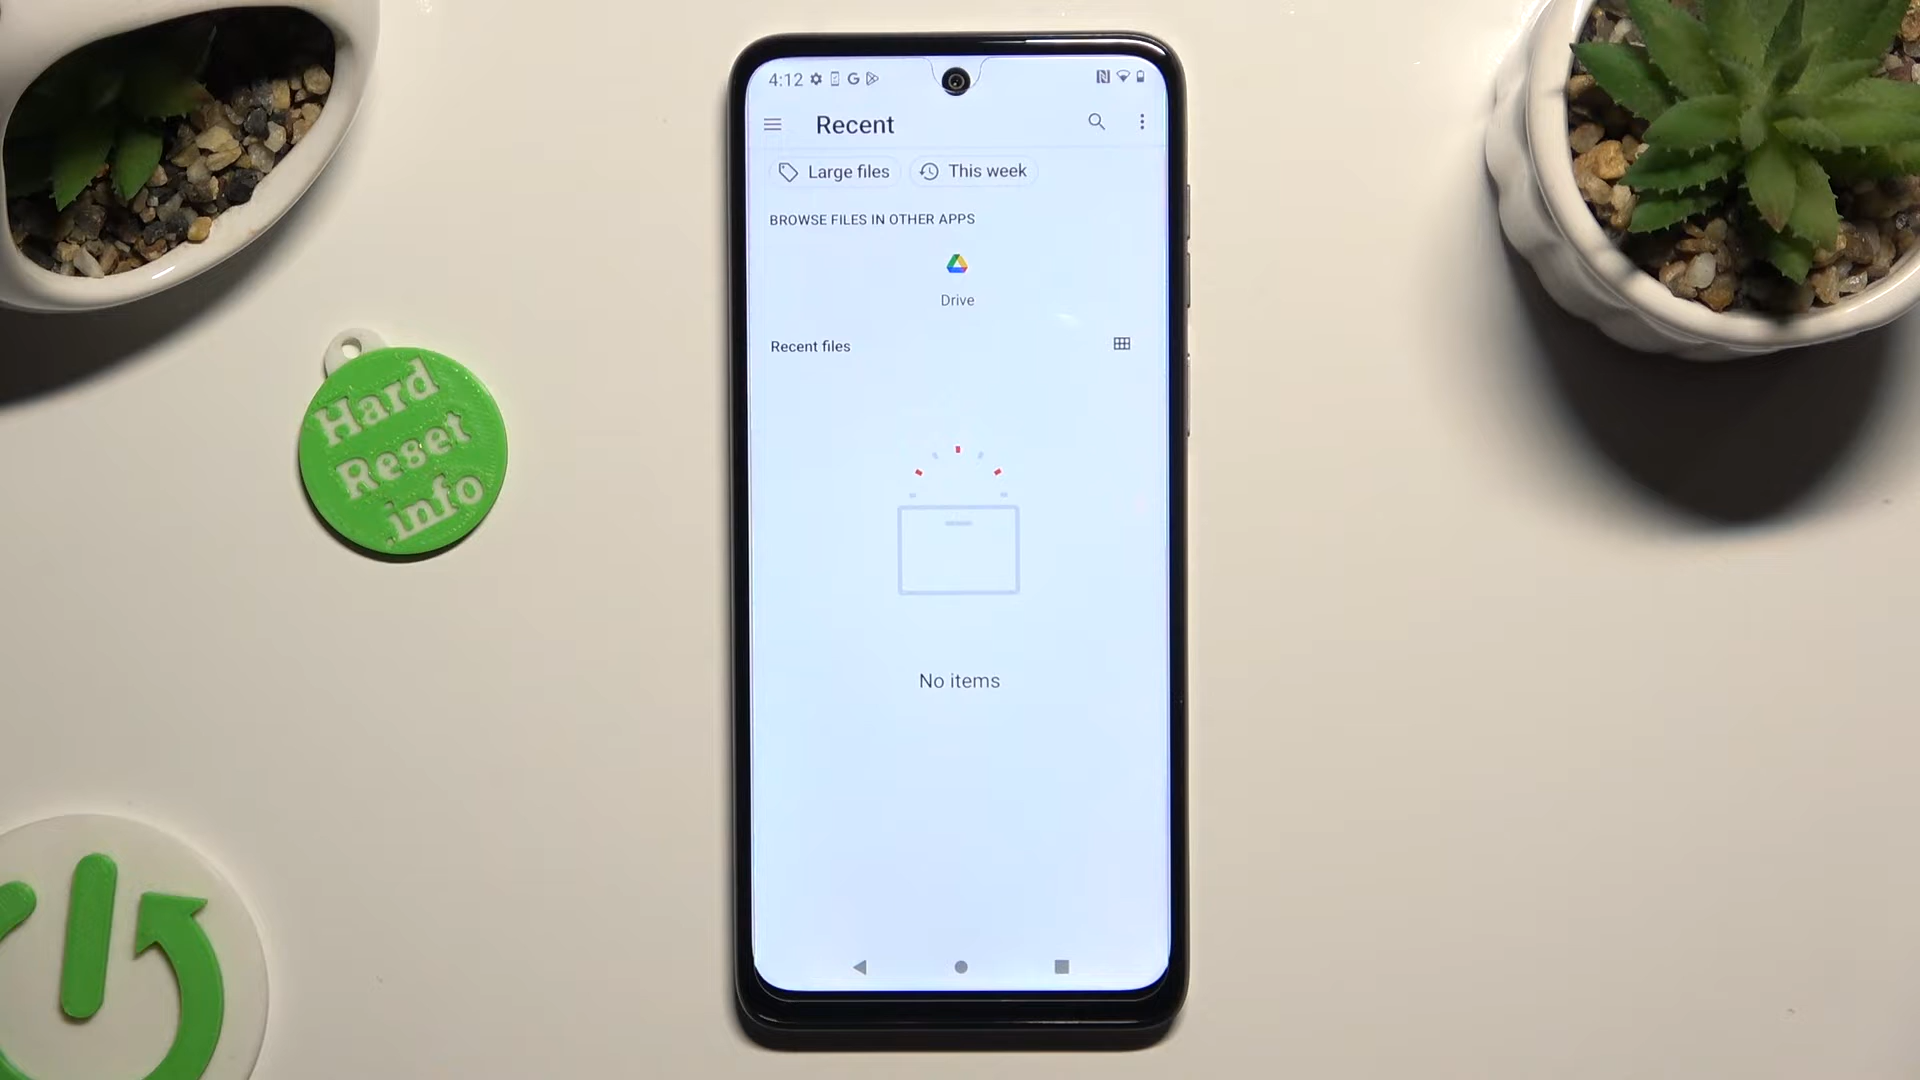 4:12
Recent
Large files
This week
BROWSE FILES IN OTHER APPS
Drive
Recent files
No items
Hard
Reset
.info